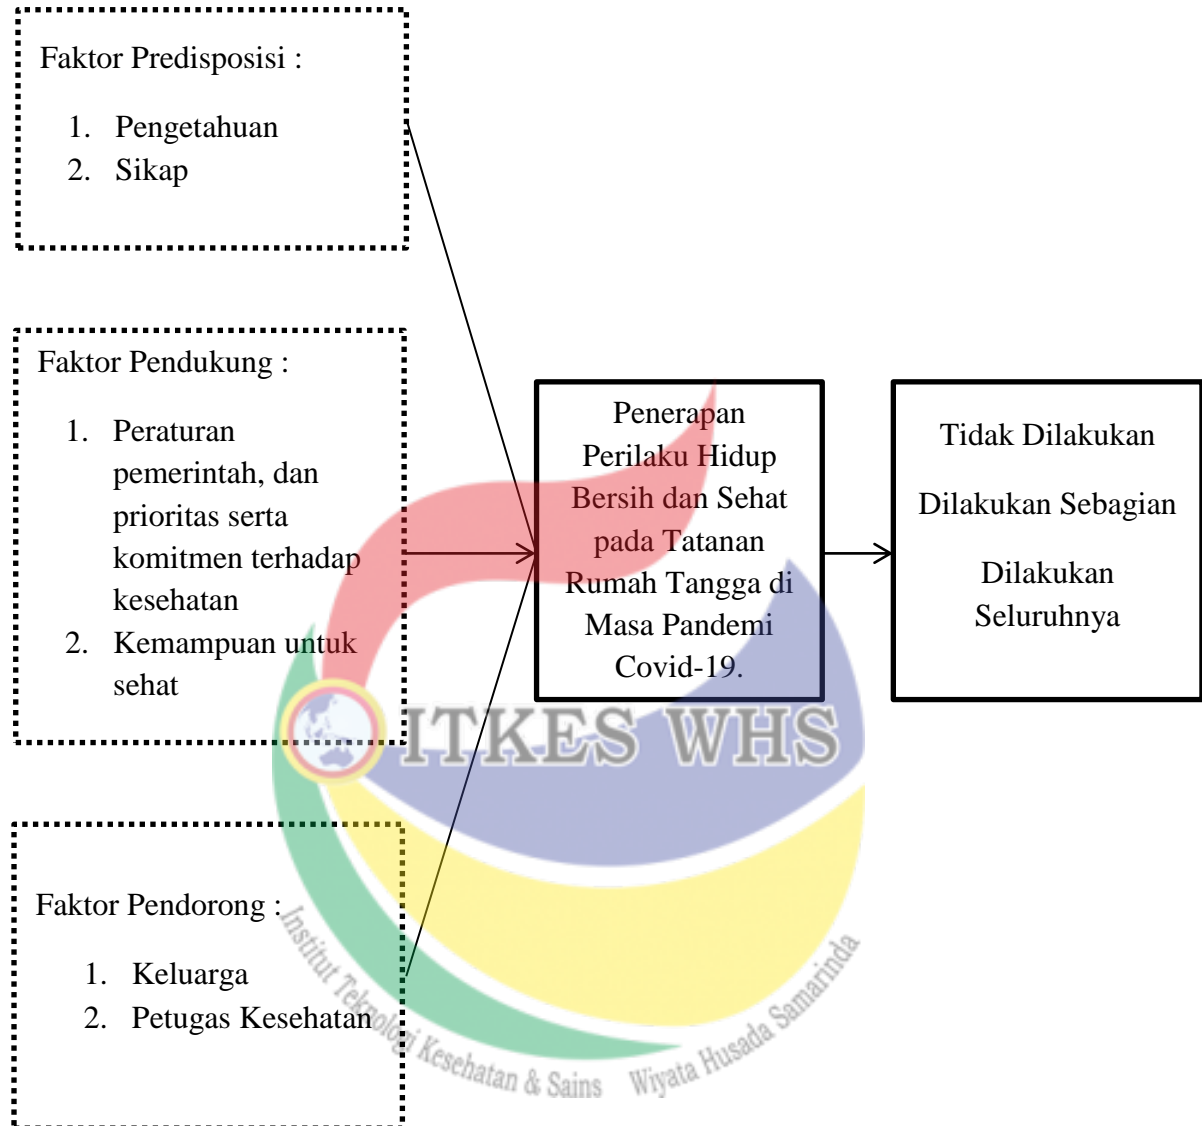 Faktor Predisposisi :
1. Pengetahuan
2. Sikap
Faktor Pendukung :
1. Peraturan
pemerintah, dan
prioritas serta
komitmen terhadap
kesehatan
2. Kemampuan untuk
sehat
Faktor Pendorong :
1. Keluarga
2. Petugas Kesehatan
Penerapan
Perilaku Hidup
Bersih dan Sehat
pada Tatanan
Rumah Tangga di
Masa Pandemi
Covid-19.
Tidak Dilakukan
Dilakukan Sebagian
Dilakukan
Seluruhnya
ITKES WHS
Institut Teknologi Kesehatan & Sains Wiyata Husada Samarinda